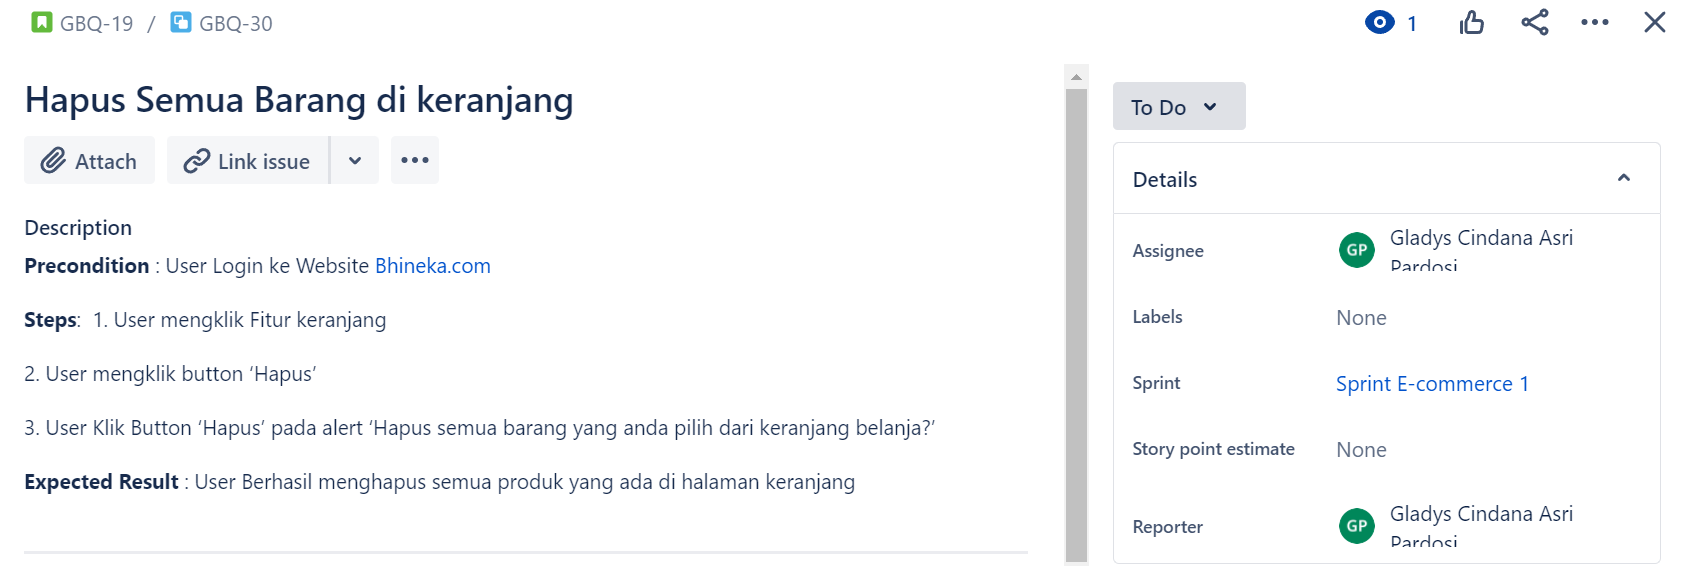 GBQ-19 / GBQ-30
1
Hapus Semua Barang di keranjang
Attach
Link issue
Description
Precondition : User Login ke Website Bhineka.com
Steps: 1. User mengklik Fitur keranjang
2. User mengklik button ‘Hapus’
3. User Klik Button ‘Hapus’ pada alert ‘Hapus semua barang yang anda pilih dari keranjang belanja?’
Expected Result : User Berhasil menghapus semua produk yang ada di halaman keranjang
To Do
Details
Assignee
GP
Gladys Cindana Asri
Pardosi
Labels
None
Sprint
Sprint E-commerce 1
Story point estimate
None
Reporter
GP
Gladys Cindana Asri
Pardosi